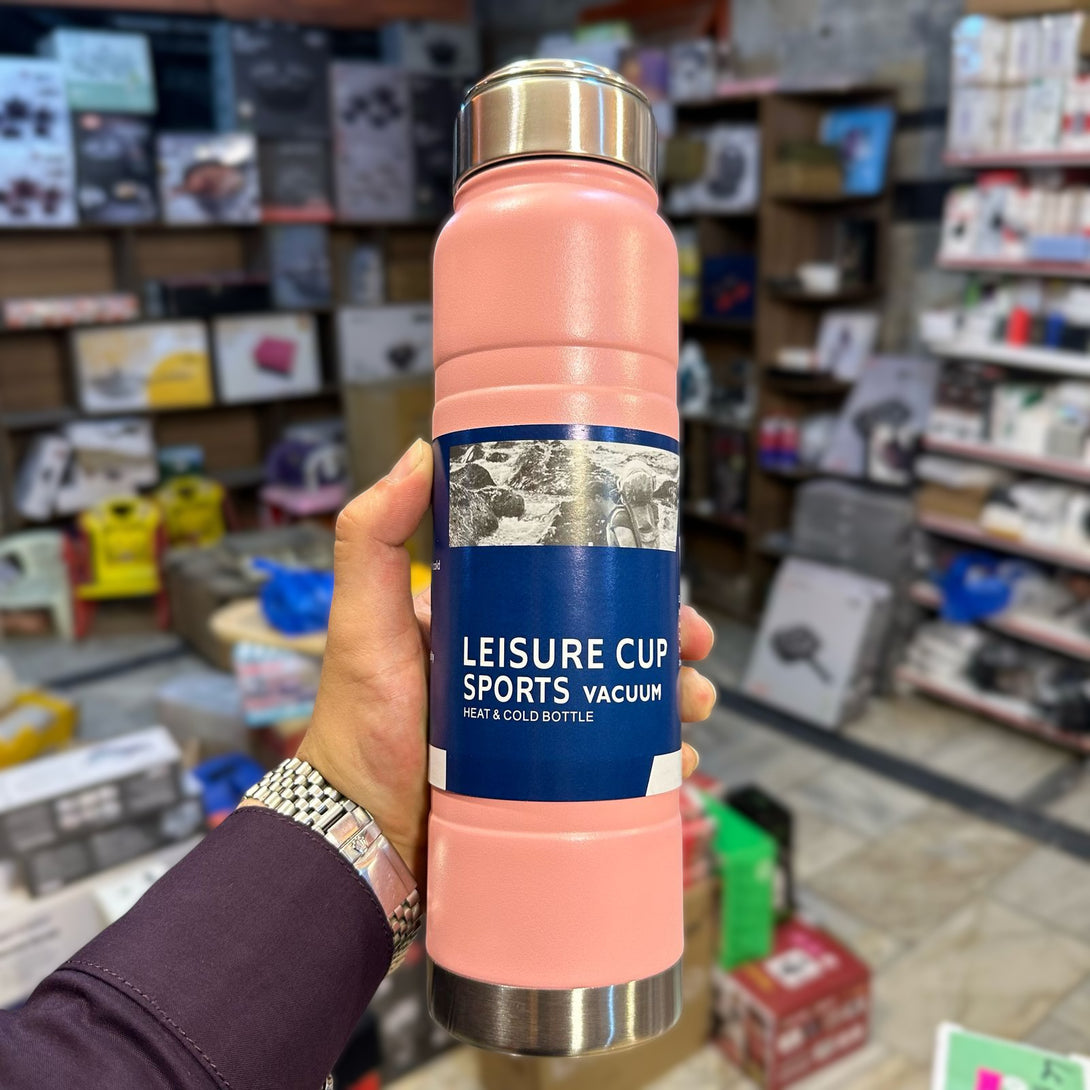 LEISURE CUP
SPORTS VACUUM
HEAT & COLD BOTTLE